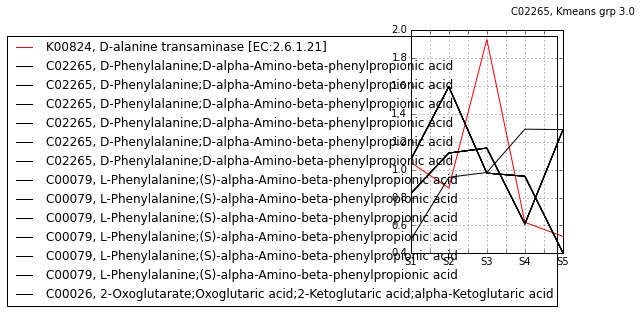 C02265, Kmeans grp 3.0
K00824, D-alanine transaminase [EC:2.6.1.21]
C02265, D-Phenylalanine;D-alpha-Amino-beta-phenylpropionic acid
C02265, D-Phenylalanine;D-alpha-Amino-beta-phenylpropionic acid
C02265, D-Phenylalanine;D-alpha-Amino-beta-phenylpropionic acid
C02265, D-Phenylalanine;D-alpha-Amino-beta-phenylpropionic acid
C02265, D-Phenylalanine;D-alpha-Amino-beta-phenylpropionic acid
C02265, D-Phenylalanine;D-alpha-Amino-beta-phenylpropionic acid
C00079, L-Phenylalanine;(S)-alpha-Amino-beta-phenylpropionic acid
C00079, L-Phenylalanine;(S)-alpha-Amino-beta-phenylpropionic acid
C00079, L-Phenylalanine;(S)-alpha-Amino-beta-phenylpropionic acid
C00079, L-Phenylalanine;(S)-alpha-Amino-beta-phenylpropionic acid
C00079, L-Phenylalanine;(S)-alpha-Amino-beta-phenylpropionic acid
C00079, L-Phenylalanine;(S)-alpha-Amino-beta-phenylpropionic acid
C00026, 2-Oxoglutarate;Oxoglutaric acid;2-Ketoglutaric acid;alpha-Ketoglutaric acid
2.0
1.8
1.6
1.4
1.2
1.0
0.8
0.6
0.4
S1 S2 S3 S4 S5